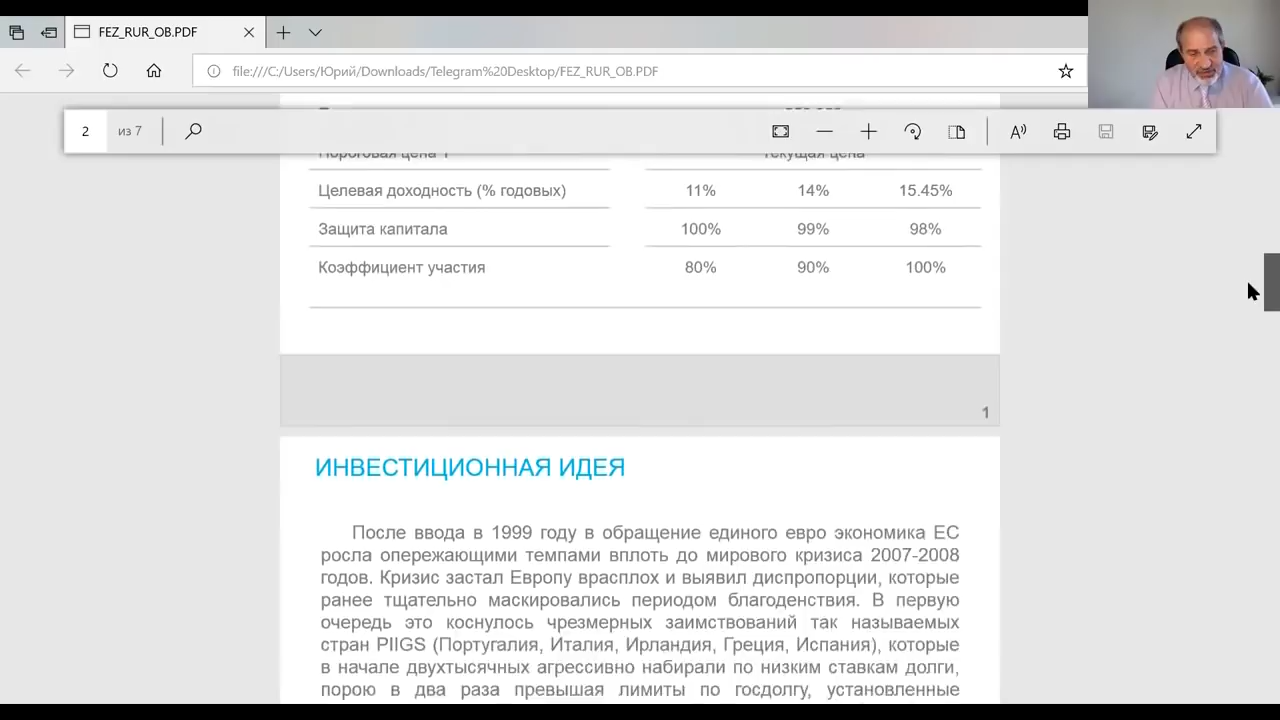 FEZ_RUR_OB.PDF
file:///C:/Users/Юрий/Downloads/Telegram%20Desktop/FEZ_RUR_OB.PDF
2 из 7
Пороговая цена 1 Текущая цена
Целевая доходность (% годовых) 11% 14% 15.45%
Защита капитала 100% 99% 98%
Коэффициент участия 80% 90% 100%
1
ИНВЕСТИЦИОННАЯ ИДЕЯ
После ввода в 1999 году в обращение единого евро экономика ЕС
росла опережающими темпами вплоть до мирового кризиса 2007-2008
годов. Кризис застал Европу врасплох и выявил диспропорции, которые
ранее тщательно маскировались периодом благоденствия. В первую
очередь это коснулось чрезмерных заимствований так называемых
стран PIIGS (Португалия, Италия, Ирландия, Греция, Испания), которые
в начале двухтысячных агрессивно набирали по низким ставкам долги,
порою в два раза превышая лимиты по госдолгу, установленные